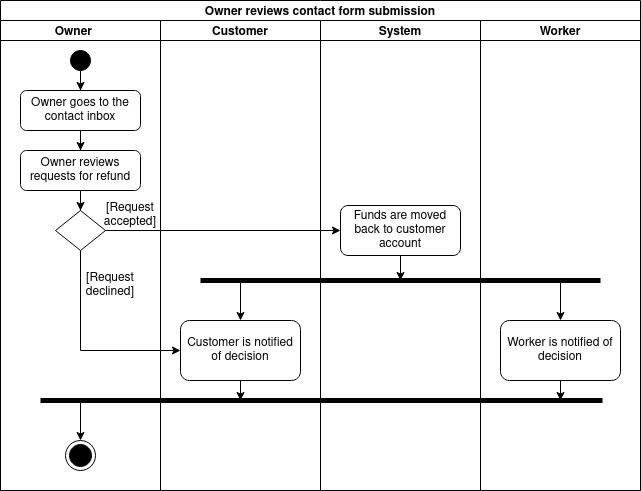 Owner reviews contact form submission
Owner
Customer
System
Worker
Owner goes to the
contact inbox
Owner reviews
requests for refund
[Request
accepted]
Funds are moved
back to customer
account
[Request
declined]
Customer is notified
of decision
Worker is notified of
decision